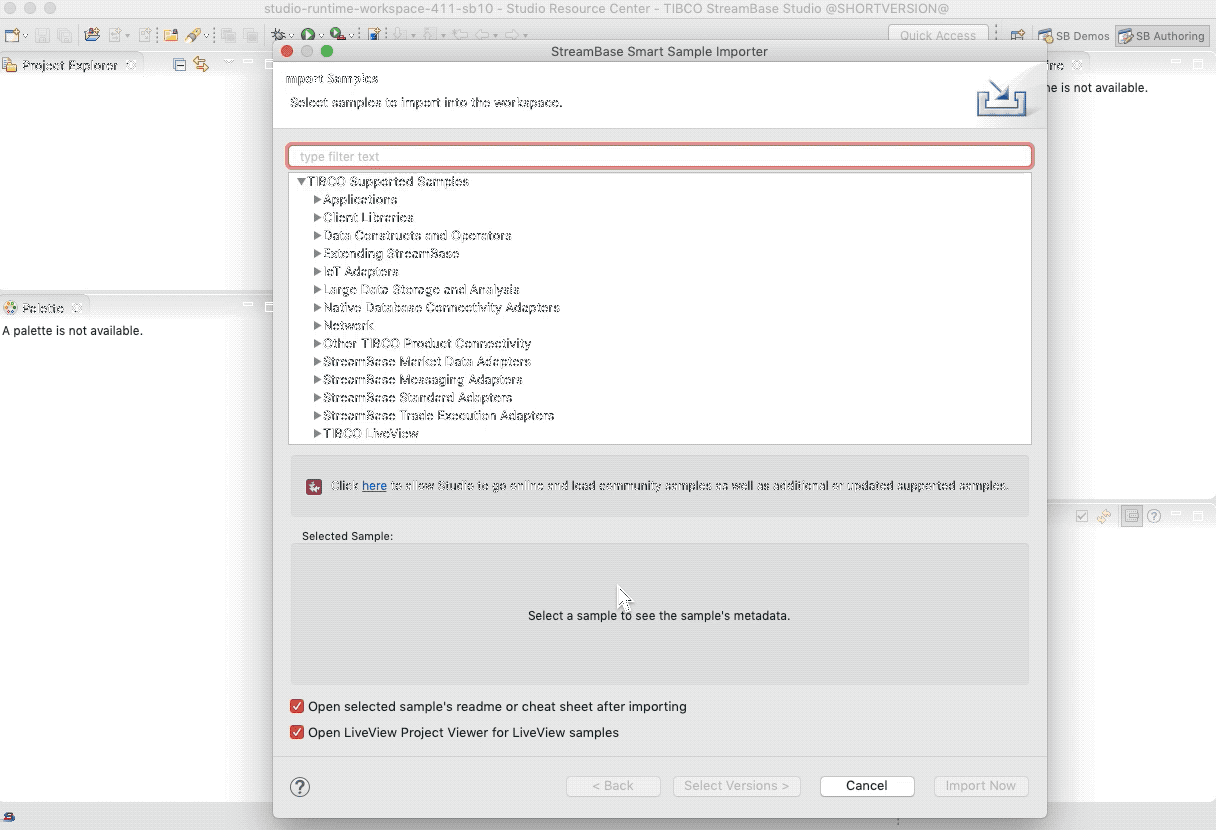 studio-runtime-workspace-411-sb10 - Studio Resource Center - TIBCO StreamBase Studio @SHORTVERSION@
Quick Access
SB Demos
SB Authoring
Project Explorer
StreamBase Smart Sample Importer
mport Samples
Select samples to import into the workspace.
ine
ne is not available.
type filter text
TIBCO Supported Samples
Applications
Client Libraries
Data Constructs and Operators
Extending StreamBase
IoT Adapters
Large Data Storage and Analysis
Native Database Connectivity Adapters
Network
Other TIBCO Product Connectivity
StreamBase Market Data Adapters
StreamBase Messaging Adapters
StreamBase Standard Adapters
StreamBase Trade Execution Adapters
TIBCO LiveView
Palette
A palette is not available.
Click here to allow Studio to go online and load community samples as well as additional or updated supported samples.
Selected Sample:
Select a sample to see the sample's metadata.
Open selected sample's readme or cheat sheet after importing
Open LiveView Project Viewer for LiveView samples
?
< Back
Select Versions >
Cancel
Import Now